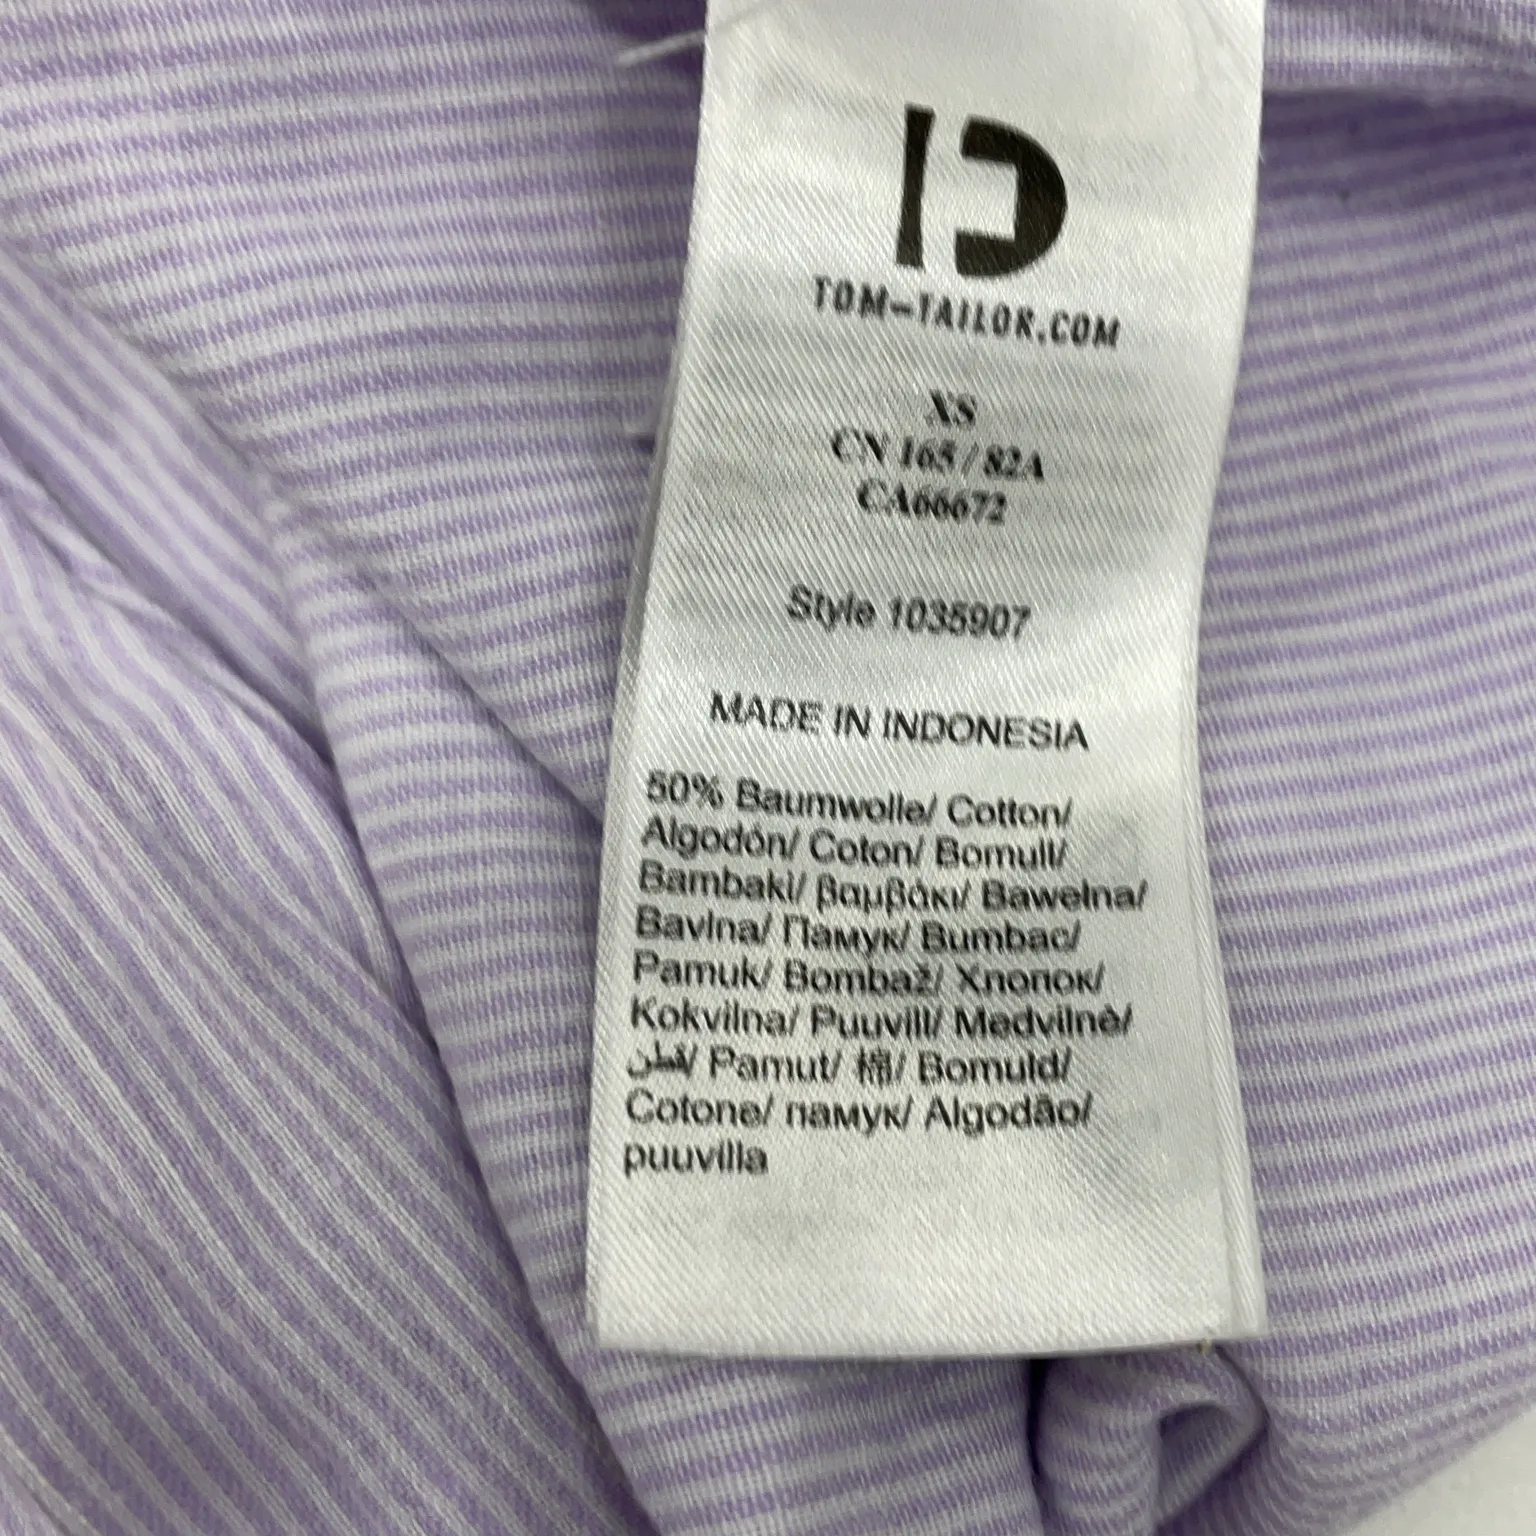 TOM-TAILOR.COM
XS
CN 165 / 82A
CA66672
Style 1035907
MADE IN INDONESIA
50% Baumwolle/ Cotton/
Algodón/ Coton/ Bomull/
Bambaki/ βαμβάκι/ Bawełna/
Bavlna/ Памук/ Bumbac/
Pamuk/ Bombaž/ Хлопок/
Kokvilna/ Puuvill/ Medvilnė/
قطن/ Pamut/ 棉/ Bomuld/
Cotone/ памук/ Algodão/
puuvilla